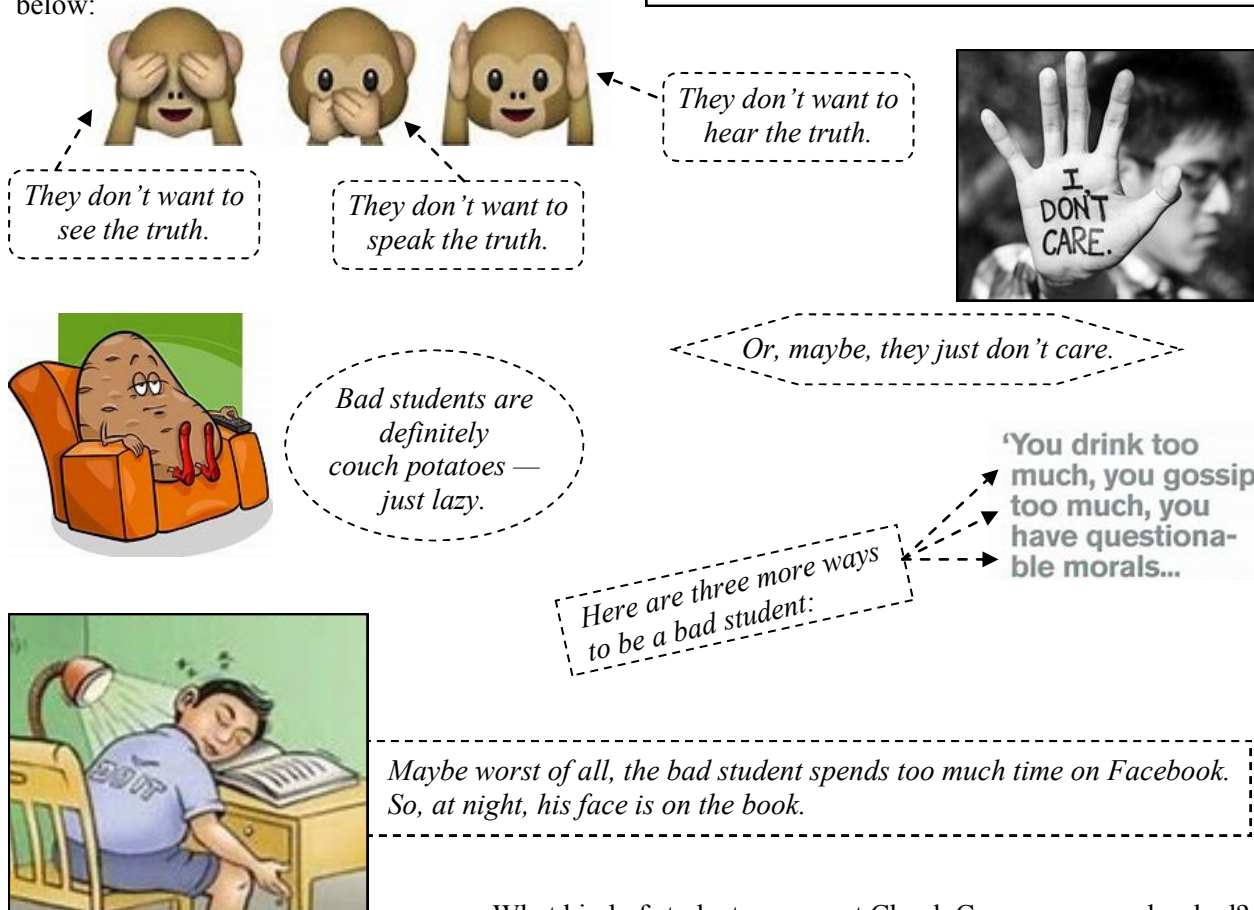 below:
They don’t want to
hear the truth.
They don’t want to
see the truth.
They don’t want to
speak the truth.
I
DON'T
CARE.
Or, maybe, they just don’t care.
Bad students are
definitely
couch potatoes —
just lazy.
‘You drink too
much, you gossip
too much, you
have questiona-
ble morals...
Here are three more ways
to be a bad student:
DO IT
Maybe worst of all, the bad student spends too much time on Facebook.
So, at night, his face is on the book.